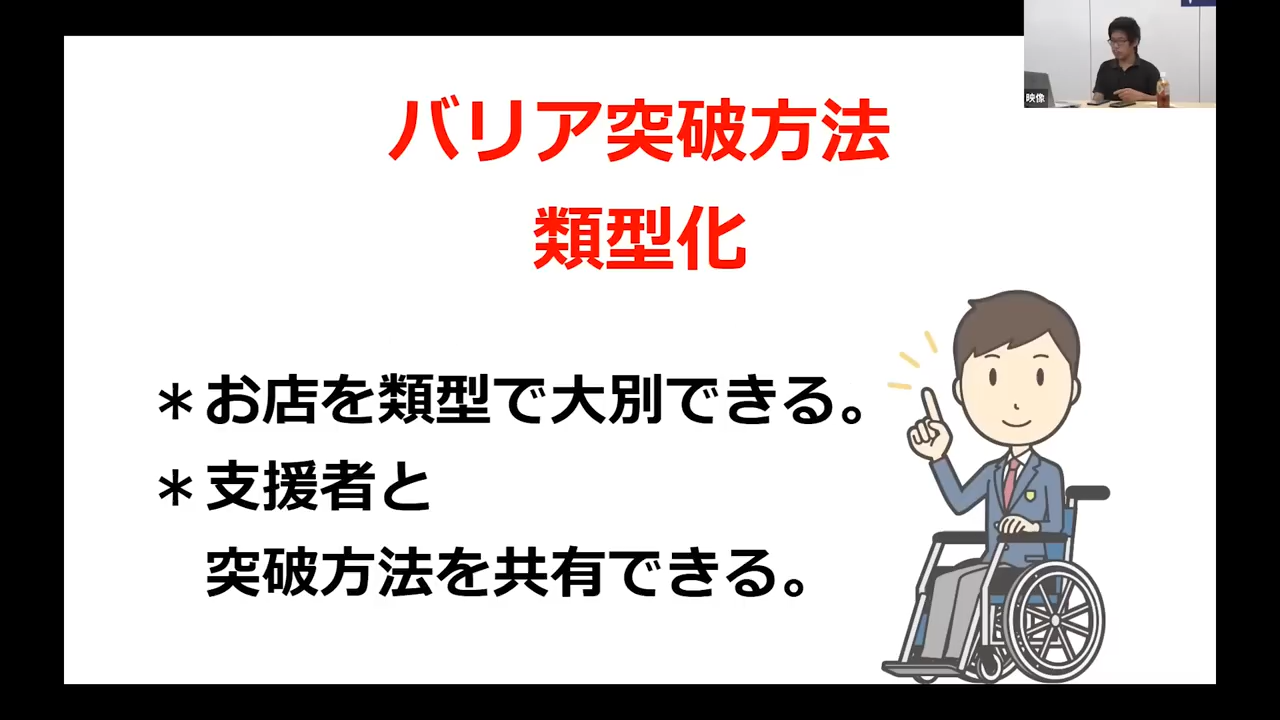 バリア突破方法
類型化
＊お店を類型で大別できる。
＊支援者と
突破方法を共有できる。
映像